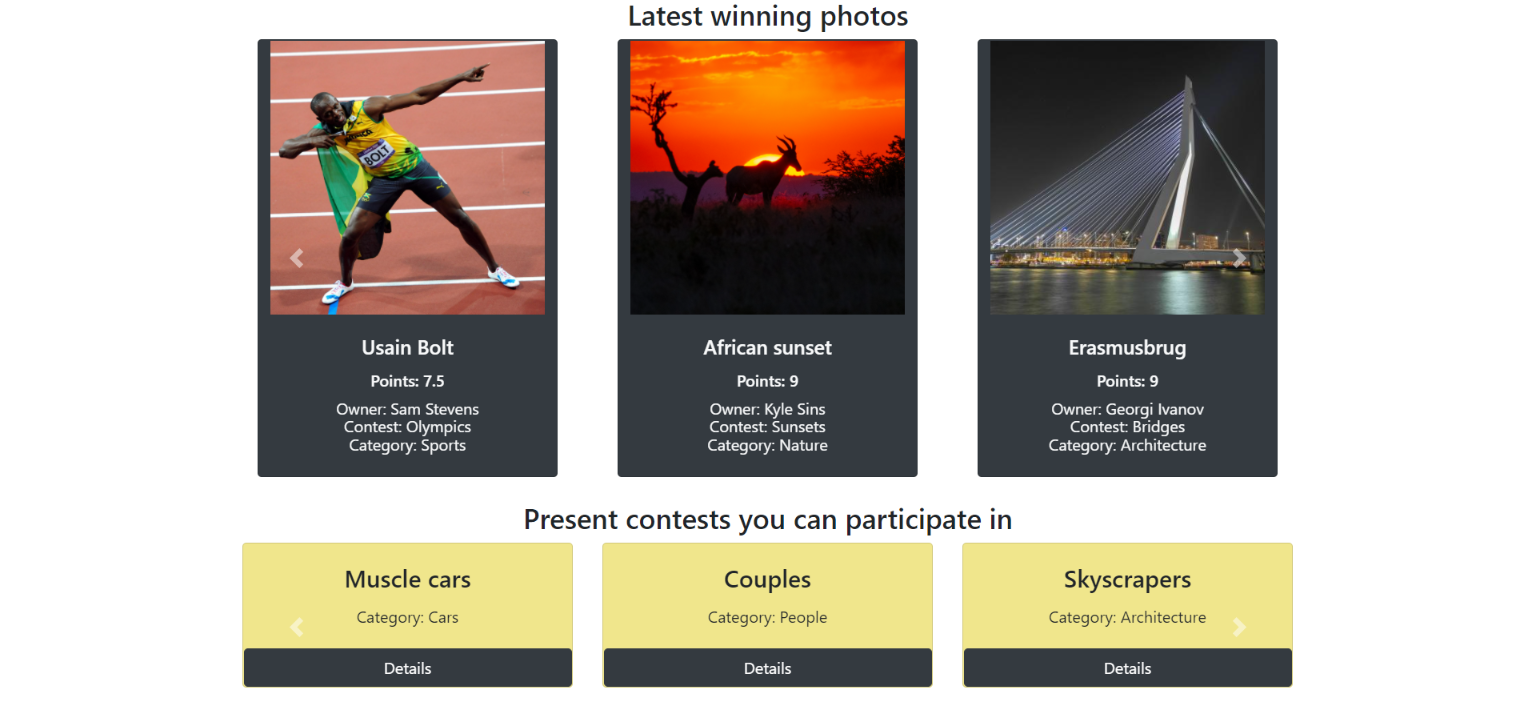 Latest winning photos
BOLT
Usain Bolt
Points: 7.5
Owner: Sam Stevens
Contest: Olympics
Category: Sports
African sunset
Points: 9
Owner: Kyle Sins
Contest: Sunsets
Category: Nature
Erasmusbrug
Points: 9
Owner: Georgi Ivanov
Contest: Bridges
Category: Architecture
Present contests you can participate in
Muscle cars
Category: Cars
Details
Couples
Category: People
Details
Skyscrapers
Category: Architecture
Details